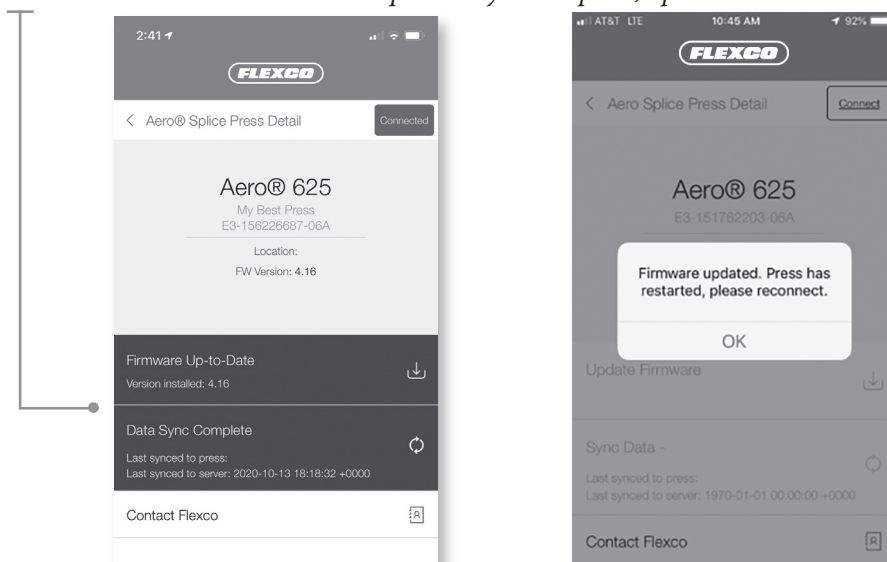 2:41
FLEXCO
Aero® Splice Press Detail
Connected
Aero® 625
My Best Press
E3-156226687-06A
Location:
FW Version: 4.16
Firmware Up-to-Date
Version installed: 4.16
Data Sync Complete
Last synced to press:
Last synced to server: 2020-10-13 18:18:32 +0000
Contact Flexco
AT&T LTE
10:45 AM
92%
FLEXCO
Aero Splice Press Detail
Connect
Aero® 625
E3-151762203-06A
Firmware updated. Press has
restarted, please reconnect.
OK
Update Firmware
Sync Data -
Last synced to press:
Last synced to server: 1970-01-01 00:00:00 +0000
Contact Flexco